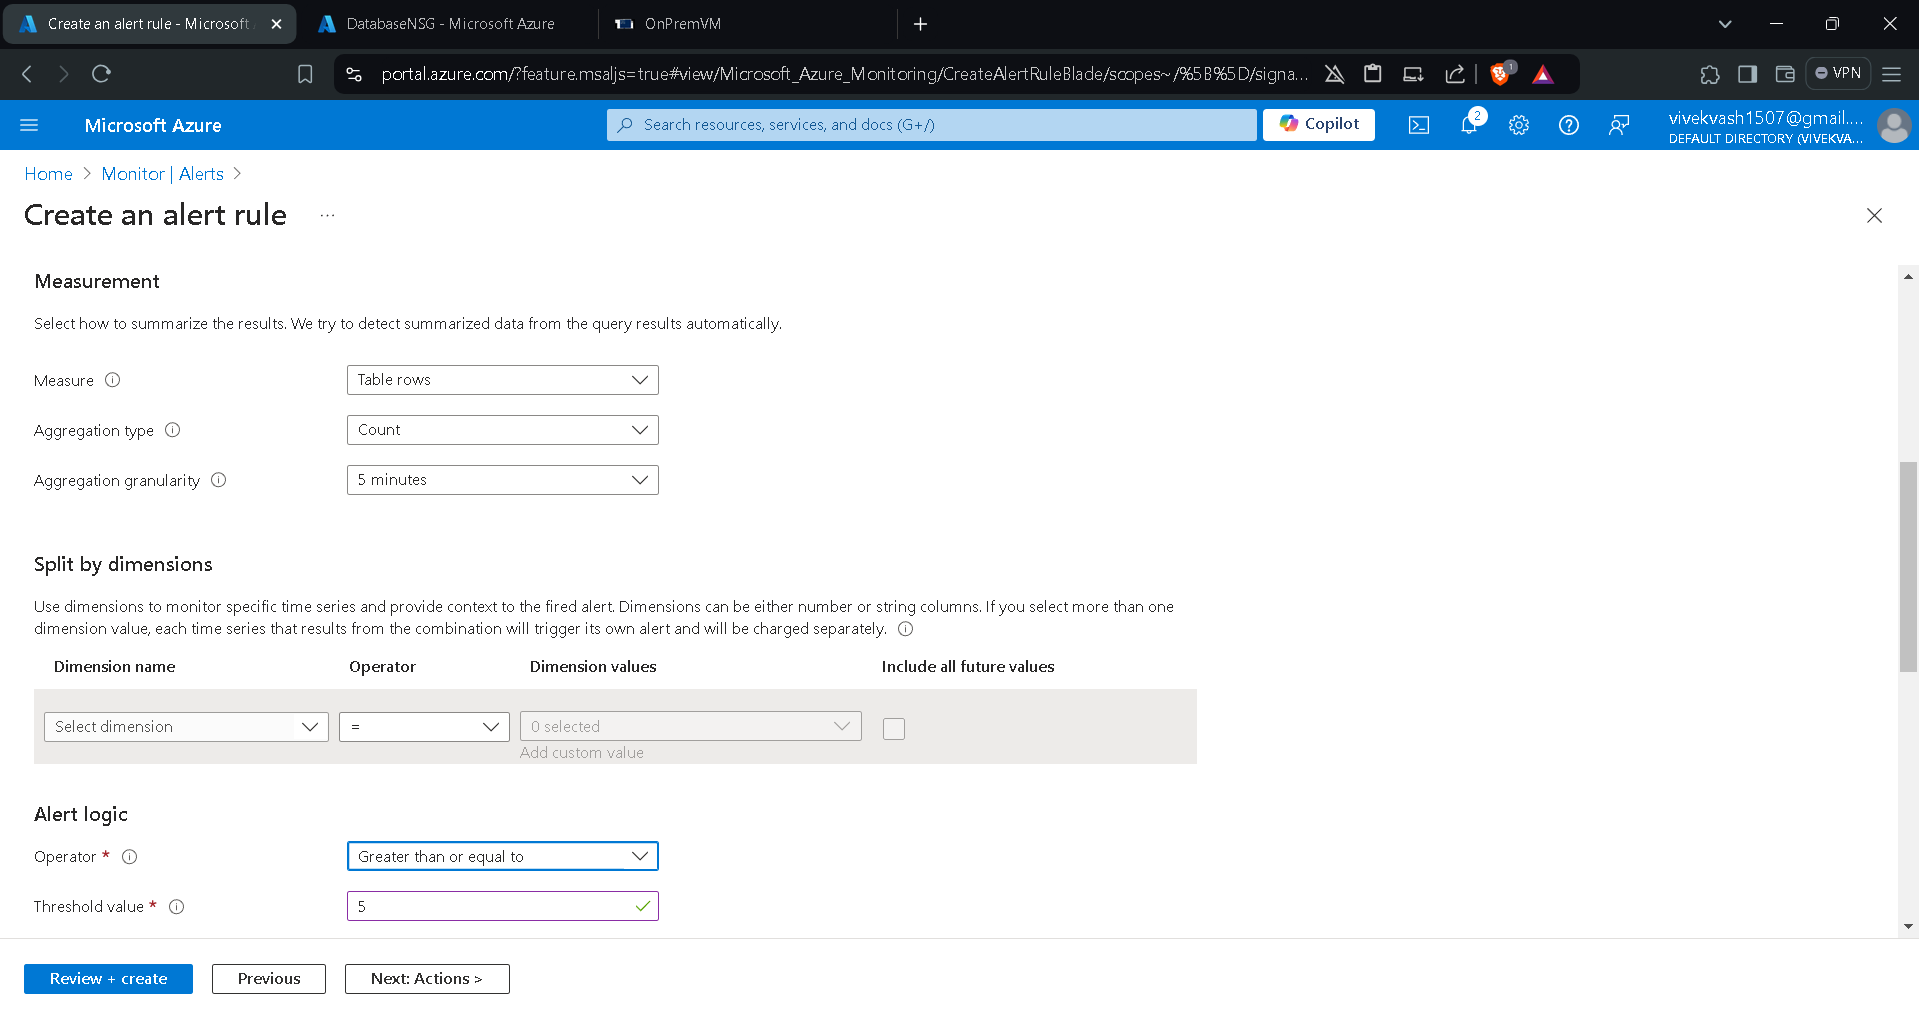 Create an alert rule - Microsoft
DatabaseNSG - Microsoft Azure
OnPremVM
portal.azure.com/?feature.msaljs=true#view/Microsoft_Azure_Monitoring/CreateAlertRuleBlade/scopes~/%5B%5D/signa...
1
VPN
Microsoft Azure
Search resources, services, and docs (G+/)
Copilot
2
vivekvash1507@gmail....
DEFAULT DIRECTORY (VIVEKVA...
Home > Monitor | Alerts >
Create an alert rule ...
Measurement
Select how to summarize the results. We try to detect summarized data from the query results automatically.
Measure
Table rows
Aggregation type
Count
Aggregation granularity
5 minutes
Split by dimensions
Use dimensions to monitor specific time series and provide context to the fired alert. Dimensions can be either number or string columns. If you select more than one
dimension value, each time series that results from the combination will trigger its own alert and will be charged separately.
Dimension name Operator Dimension values Include all future values
Select dimension = 0 selected
Add custom value
Alert logic
Operator *
Greater than or equal to
Threshold value *
5
Review + create
Previous
Next: Actions >